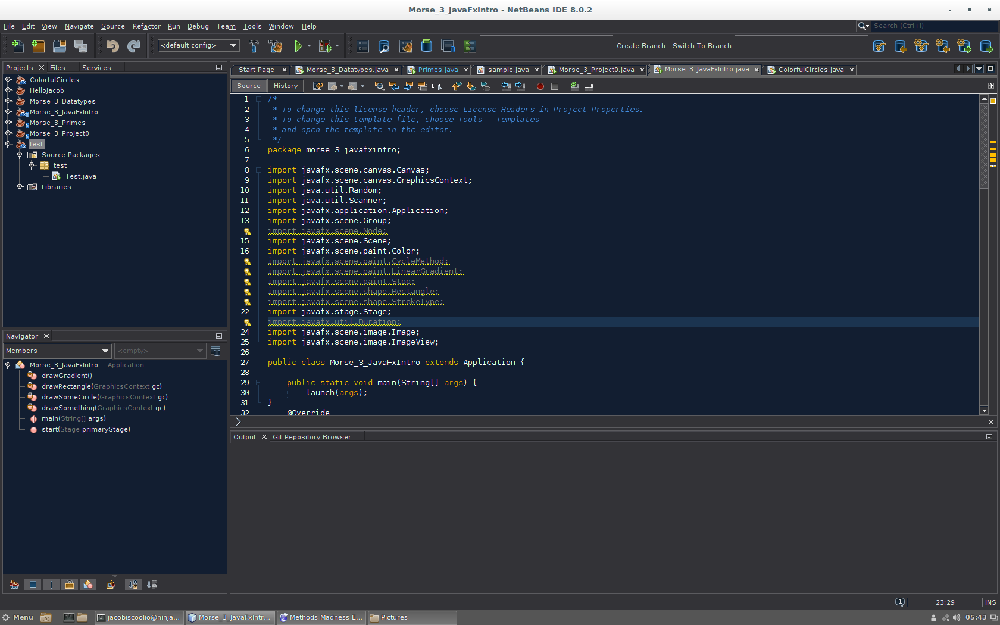 Morse_3_JavaFxIntro - NetBeans IDE 8.0.2
File Edit View Navigate Source Refactor Run Debug Team Tools Window Help
Search (Ctrl+I)
<default config>
Create Branch Switch To Branch
Projects Files Services
ColorfulCircles
HelloJacob
Morse_3_Datatypes
Morse_3_JavaFxIntro
Morse_3_Primes
Morse_3_Project0
test
Source Packages
test
Test.java
Libraries
Navigator
Members
<empty>
Morse_3_JavaFxIntro :: Application
drawGradient()
drawRectangle(GraphicsContext gc)
drawSomeCircle(GraphicsContext gc)
drawSomething(GraphicsContext gc)
main(String[] args)
start(Stage primaryStage)
Start Page Morse_3_Datatypes.java Primes.java sample.java Morse_3_Project0.java Morse_3_JavaFxIntro.java ColorfulCircles.java
Source History
1 /*
2 * To change this license header, choose License Headers in Project Properties.
3 * To change this template file, choose Tools | Templates
4 * and open the template in the editor.
5 */
6 package morse_3_javafxintro;
7
8 import javafx.scene.canvas.Canvas;
9 import javafx.scene.canvas.GraphicsContext;
10 import java.util.Random;
11 import java.util.Scanner;
12 import javafx.application.Application;
13 import javafx.scene.Group;
import javafx.scene.Node;
15 import javafx.scene.Scene;
16 import javafx.scene.paint.Color;
import javafx.scene.paint.CycleMethod;
import javafx.scene.paint.LinearGradient;
import javafx.scene.paint.Stop;
import javafx.scene.shape.Rectangle;
import javafx.scene.shape.StrokeType;
22 import javafx.stage.Stage;
import javafx.util.Duration;
24 import javafx.scene.image.Image;
25 import javafx.scene.image.ImageView;
26
27 public class Morse_3_JavaFxIntro extends Application {
28
29 public static void main(String[] args) {
30 launch(args);
31 }
32 @Override
Output Git Repository Browser
23:29 INS
Menu jacobiscoolio@ninja... Morse_3_JavaFxIntr... Methods Madness E... Pictures 05:43